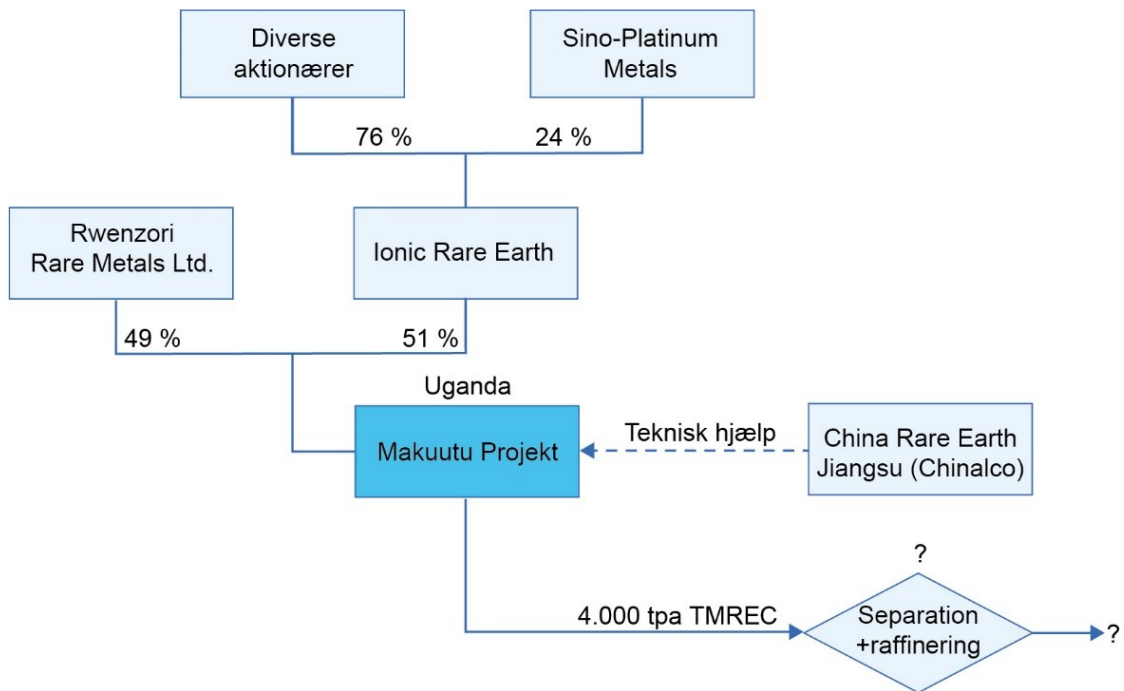 Diverse
aktionærer
Sino-Platinum
Metals
76 %
24 %
Rwenzori
Rare Metals Ltd.
Ionic Rare Earth
49 %
51 %
Uganda
Makuutu Projekt
Teknisk hjælp
China Rare Earth
Jiangsu (Chinalco)
?
4.000 tpa TMREC
Separation
+raffinering
?